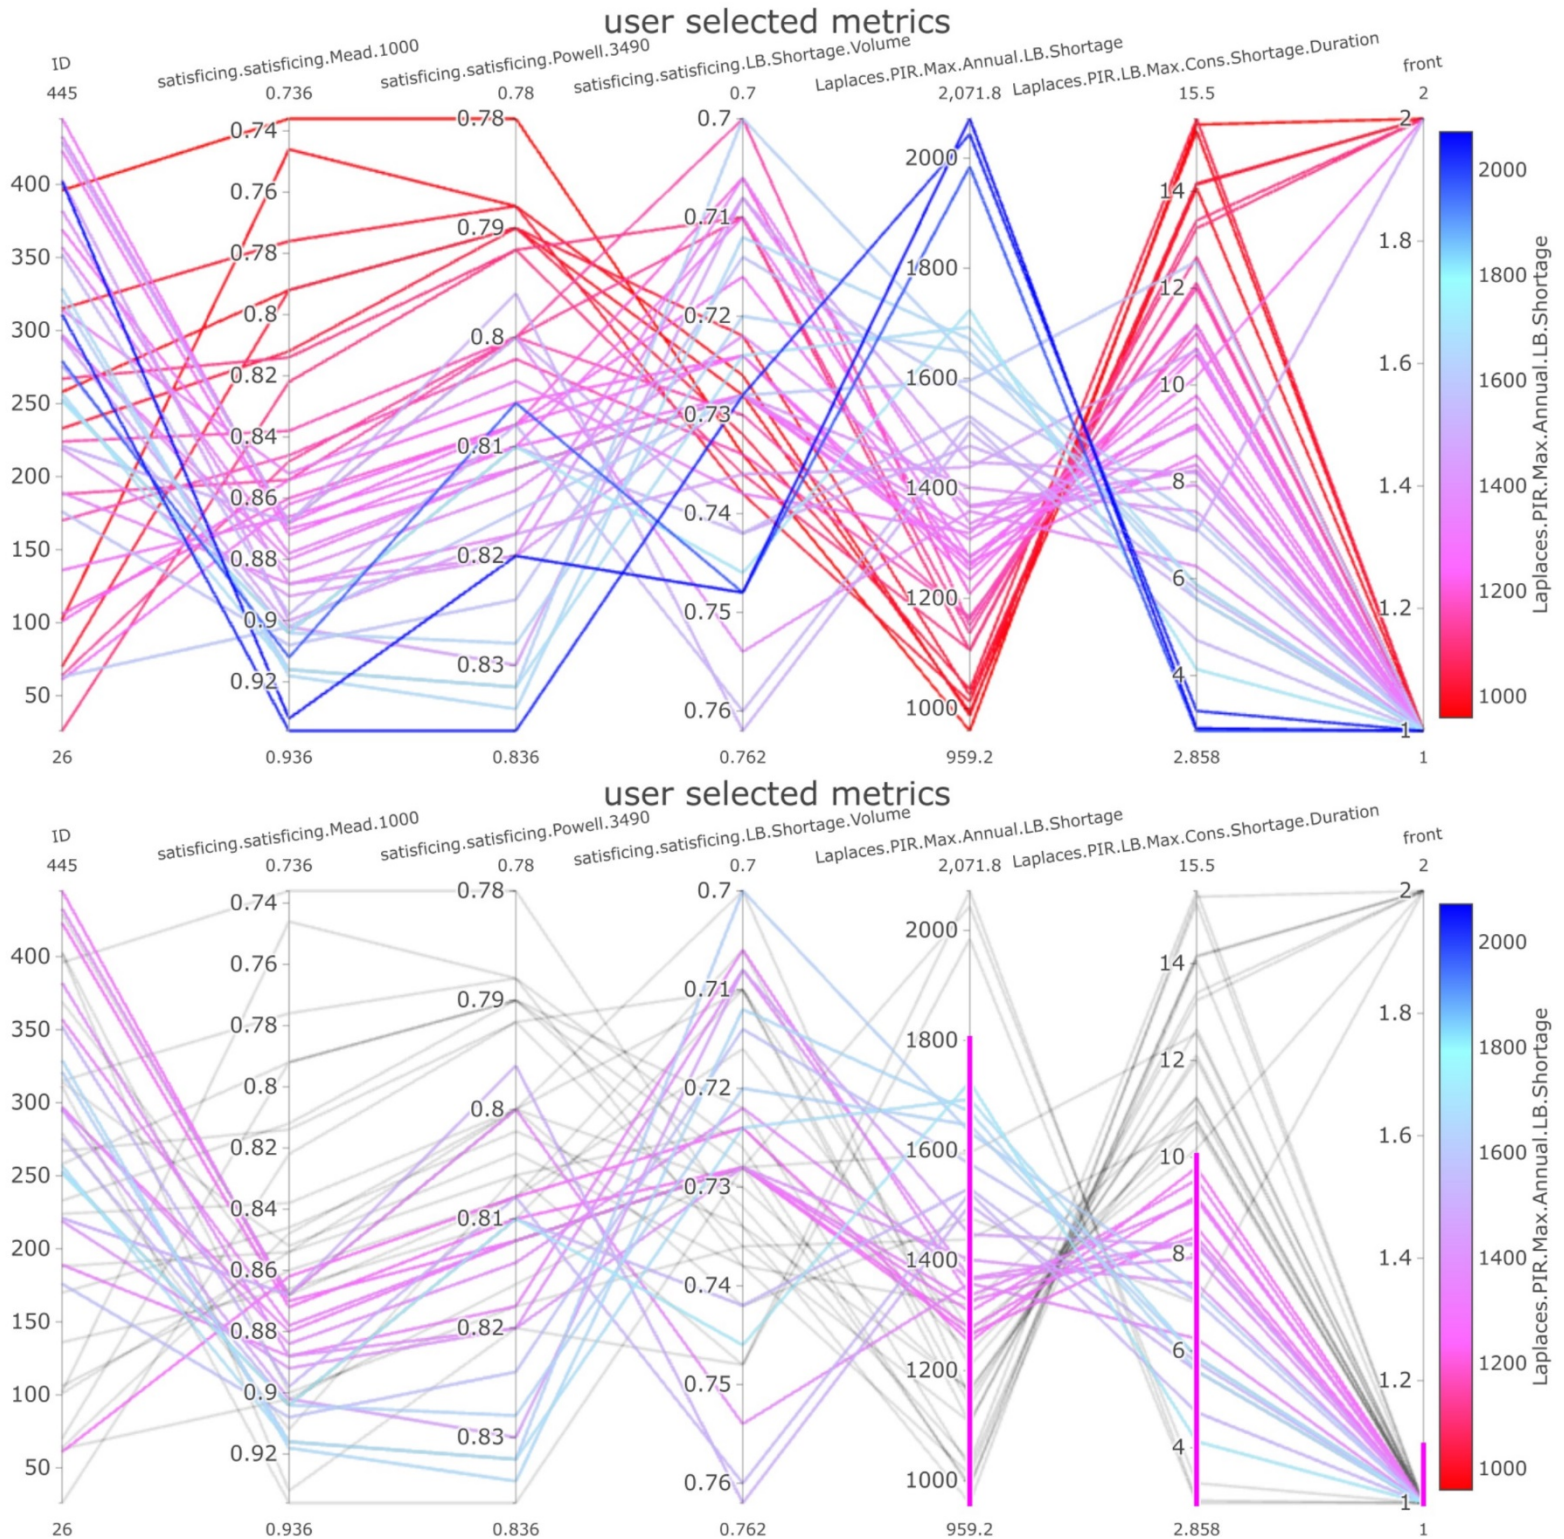 user selected metrics
ID satisficing.satisficing.Mead.1000 satisficing.satisficing.Powell.3490 satisficing.satisficing.LB.Shortage.Volume Laplaces.PIR.Max.Annual.LB.Shortage Laplaces.PIR.LB.Max.Cons.Shortage.Duration front
445 0.736 0.78 0.7 2,071.8 15.5 2
400 350 300 250 200 150 100 50
0.74 0.76 0.78 0.8 0.82 0.84 0.86 0.88 0.9 0.92
0.78 0.79 0.8 0.81 0.82 0.83
0.7 0.71 0.72 0.73 0.74 0.75 0.76
2000 1800 1600 1400 1200 1000
14 12 10 8 6 4
2 1.8 1.6 1.4 1.2 1
2000 1800 1600 1400 1200 1000
Laplaces.PIR.Max.Annual.LB.Shortage
26 0.936 0.836 0.762 959.2 2.858 1
user selected metrics
ID satisficing.satisficing.Mead.1000 satisficing.satisficing.Powell.3490 satisficing.satisficing.LB.Shortage.Volume Laplaces.PIR.Max.Annual.LB.Shortage Laplaces.PIR.LB.Max.Cons.Shortage.Duration front
445 0.736 0.78 0.7 2,071.8 15.5 2
400 350 300 250 200 150 100 50
0.74 0.76 0.78 0.8 0.82 0.84 0.86 0.88 0.9 0.92
0.78 0.79 0.8 0.81 0.82 0.83
0.7 0.71 0.72 0.73 0.74 0.75 0.76
2000 1800 1600 1400 1200 1000
14 12 10 8 6 4
2 1.8 1.6 1.4 1.2 1
2000 1800 1600 1400 1200 1000
Laplaces.PIR.Max.Annual.LB.Shortage
26 0.936 0.836 0.762 959.2 2.858 1